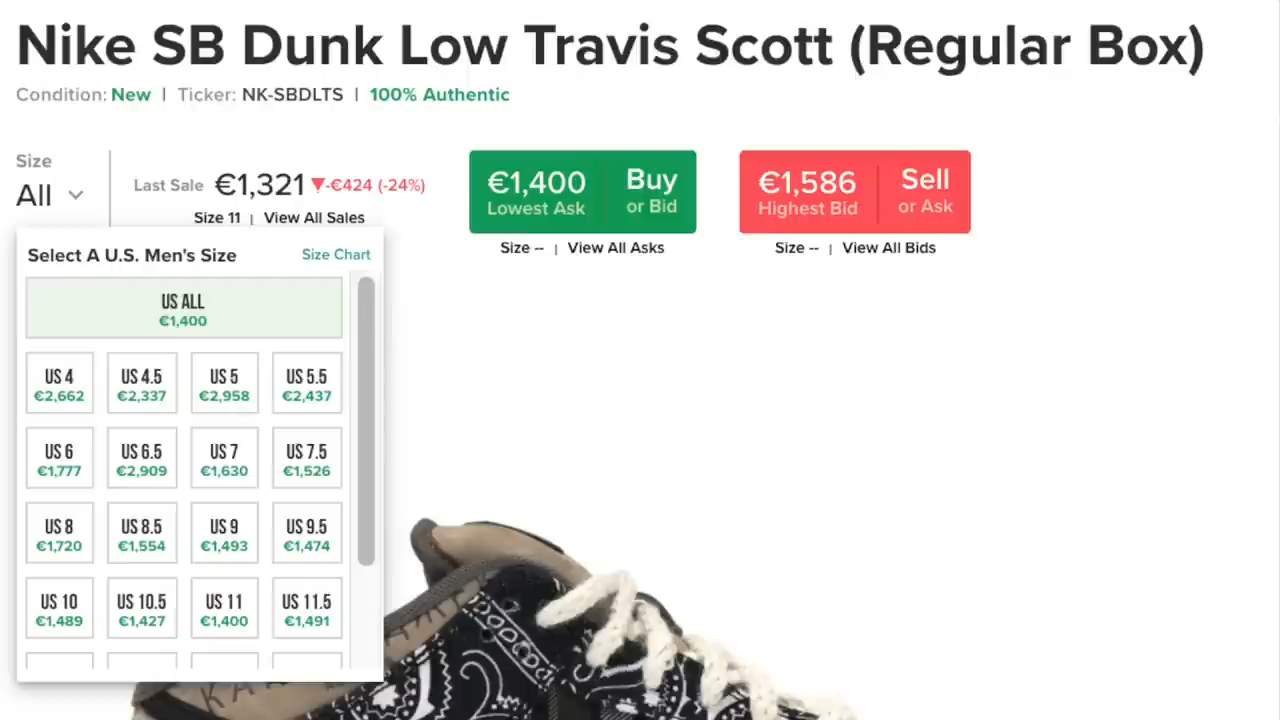 Nike SB Dunk Low Travis Scott (Regular Box)
Condition: New | Ticker: NK-SBDLTS | 100% Authentic
Size
All
Last Sale €1,321 ▼-€424 (-24%)
Size 11 | View All Sales
€1,400 Buy
Lowest Ask or Bid
Size -- | View All Asks
€1,586 Sell
Highest Bid or Ask
Size -- | View All Bids
Select A U.S. Men's Size Size Chart
US ALL
€1,400
US 4 US 4.5 US 5 US 5.5
€2,662 €2,337 €2,958 €2,437
US 6 US 6.5 US 7 US 7.5
€1,777 €2,909 €1,630 €1,526
US 8 US 8.5 US 9 US 9.5
€1,720 €1,554 €1,493 €1,474
US 10 US 10.5 US 11 US 11.5
€1,489 €1,427 €1,400 €1,491